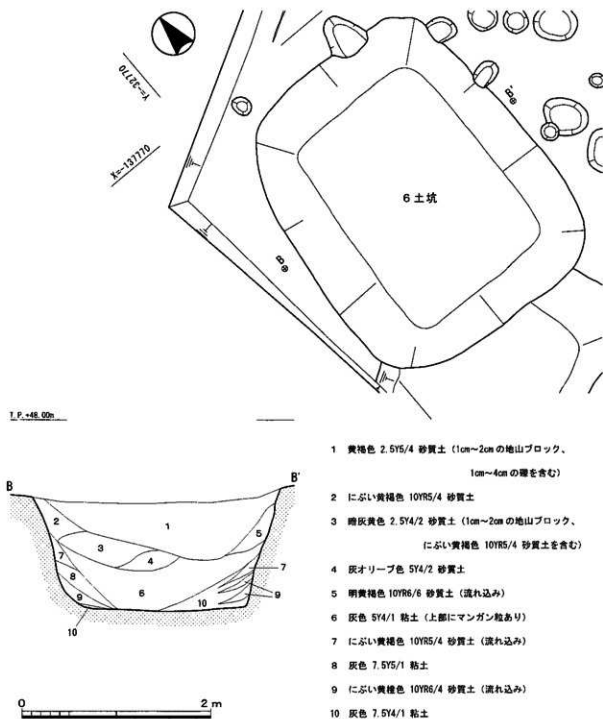 Y=-32770
X=-137770
6土坑
T.P.+48.00m
B
B'
1
2
3
4
5
6
7
7
8
9
9
10
10
0
2 m
1 黄褐色 2.5Y5/4 砂質土 (1cm～2cmの地山ブロック、
1cm～4cmの礫を含む)
2 にぶい黄褐色 10YR5/4 砂質土
3 暗灰黄色 2.5Y4/2 砂質土 (1cm～2cmの地山ブロック、
にぶい黄褐色 10YR5/4 砂質土を含む)
4 灰オリーブ色 5Y4/2 砂質土
5 明黄褐色 10YR6/6 砂質土 (流れ込み)
6 灰色 5Y4/1 粘土 (上部にマンガン粒あり)
7 にぶい黄褐色 10YR5/4 砂質土 (流れ込み)
8 灰色 7.5Y5/1 粘土
9 にぶい黄橙色 10YR6/4 砂質土 (流れ込み)
10 灰色 7.5Y4/1 粘土